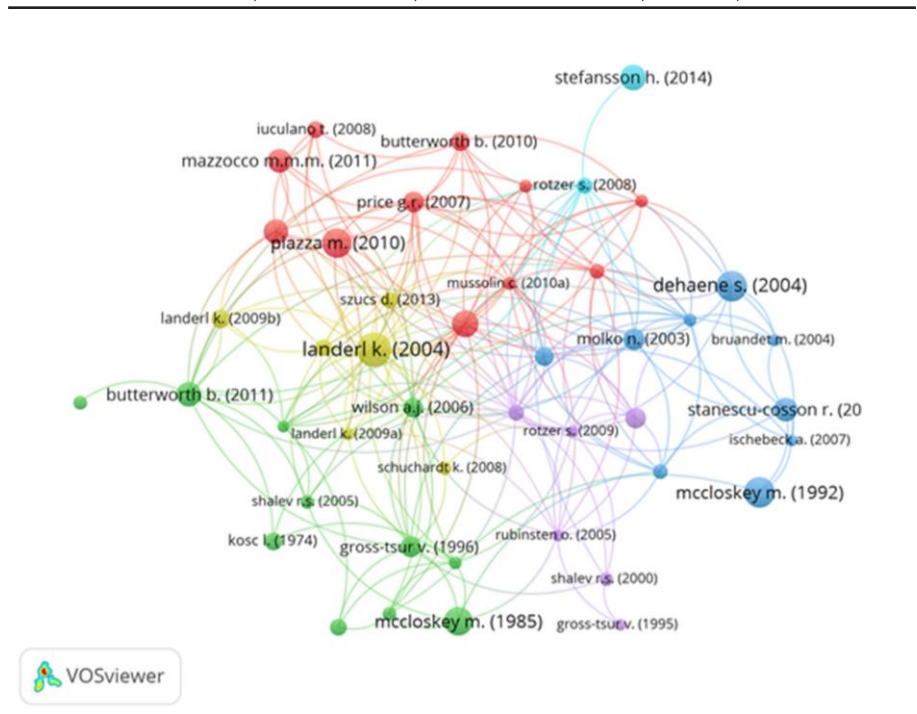 stefansson h. (2014)
iuculano t. (2008)
butterworth b. (2010)
mazzocco m.m.m. (2011)
rotzer s. (2008)
price g.r. (2007)
piazza m. (2010)
mussolin c. (2010a)
dehaene s. (2004)
szucs d. (2013)
landerl k. (2009b)
molko n. (2003)
bruandet m. (2004)
landerl k. (2004)
butterworth b. (2011)
wilson a.j. (2006)
stanescu-cosson r. (20
landerl k. (2009a)
rotzer s. (2009)
ischebeck a. (2007)
schuchardt k. (2008)
mccloskey m. (1992)
shalev r.s. (2005)
kosc l. (1974)
gross-tsur v. (1996)
rubinsten o. (2005)
shalev r.s. (2000)
mccloskey m. (1985)
gross-tsur v. (1995)
VOSviewer